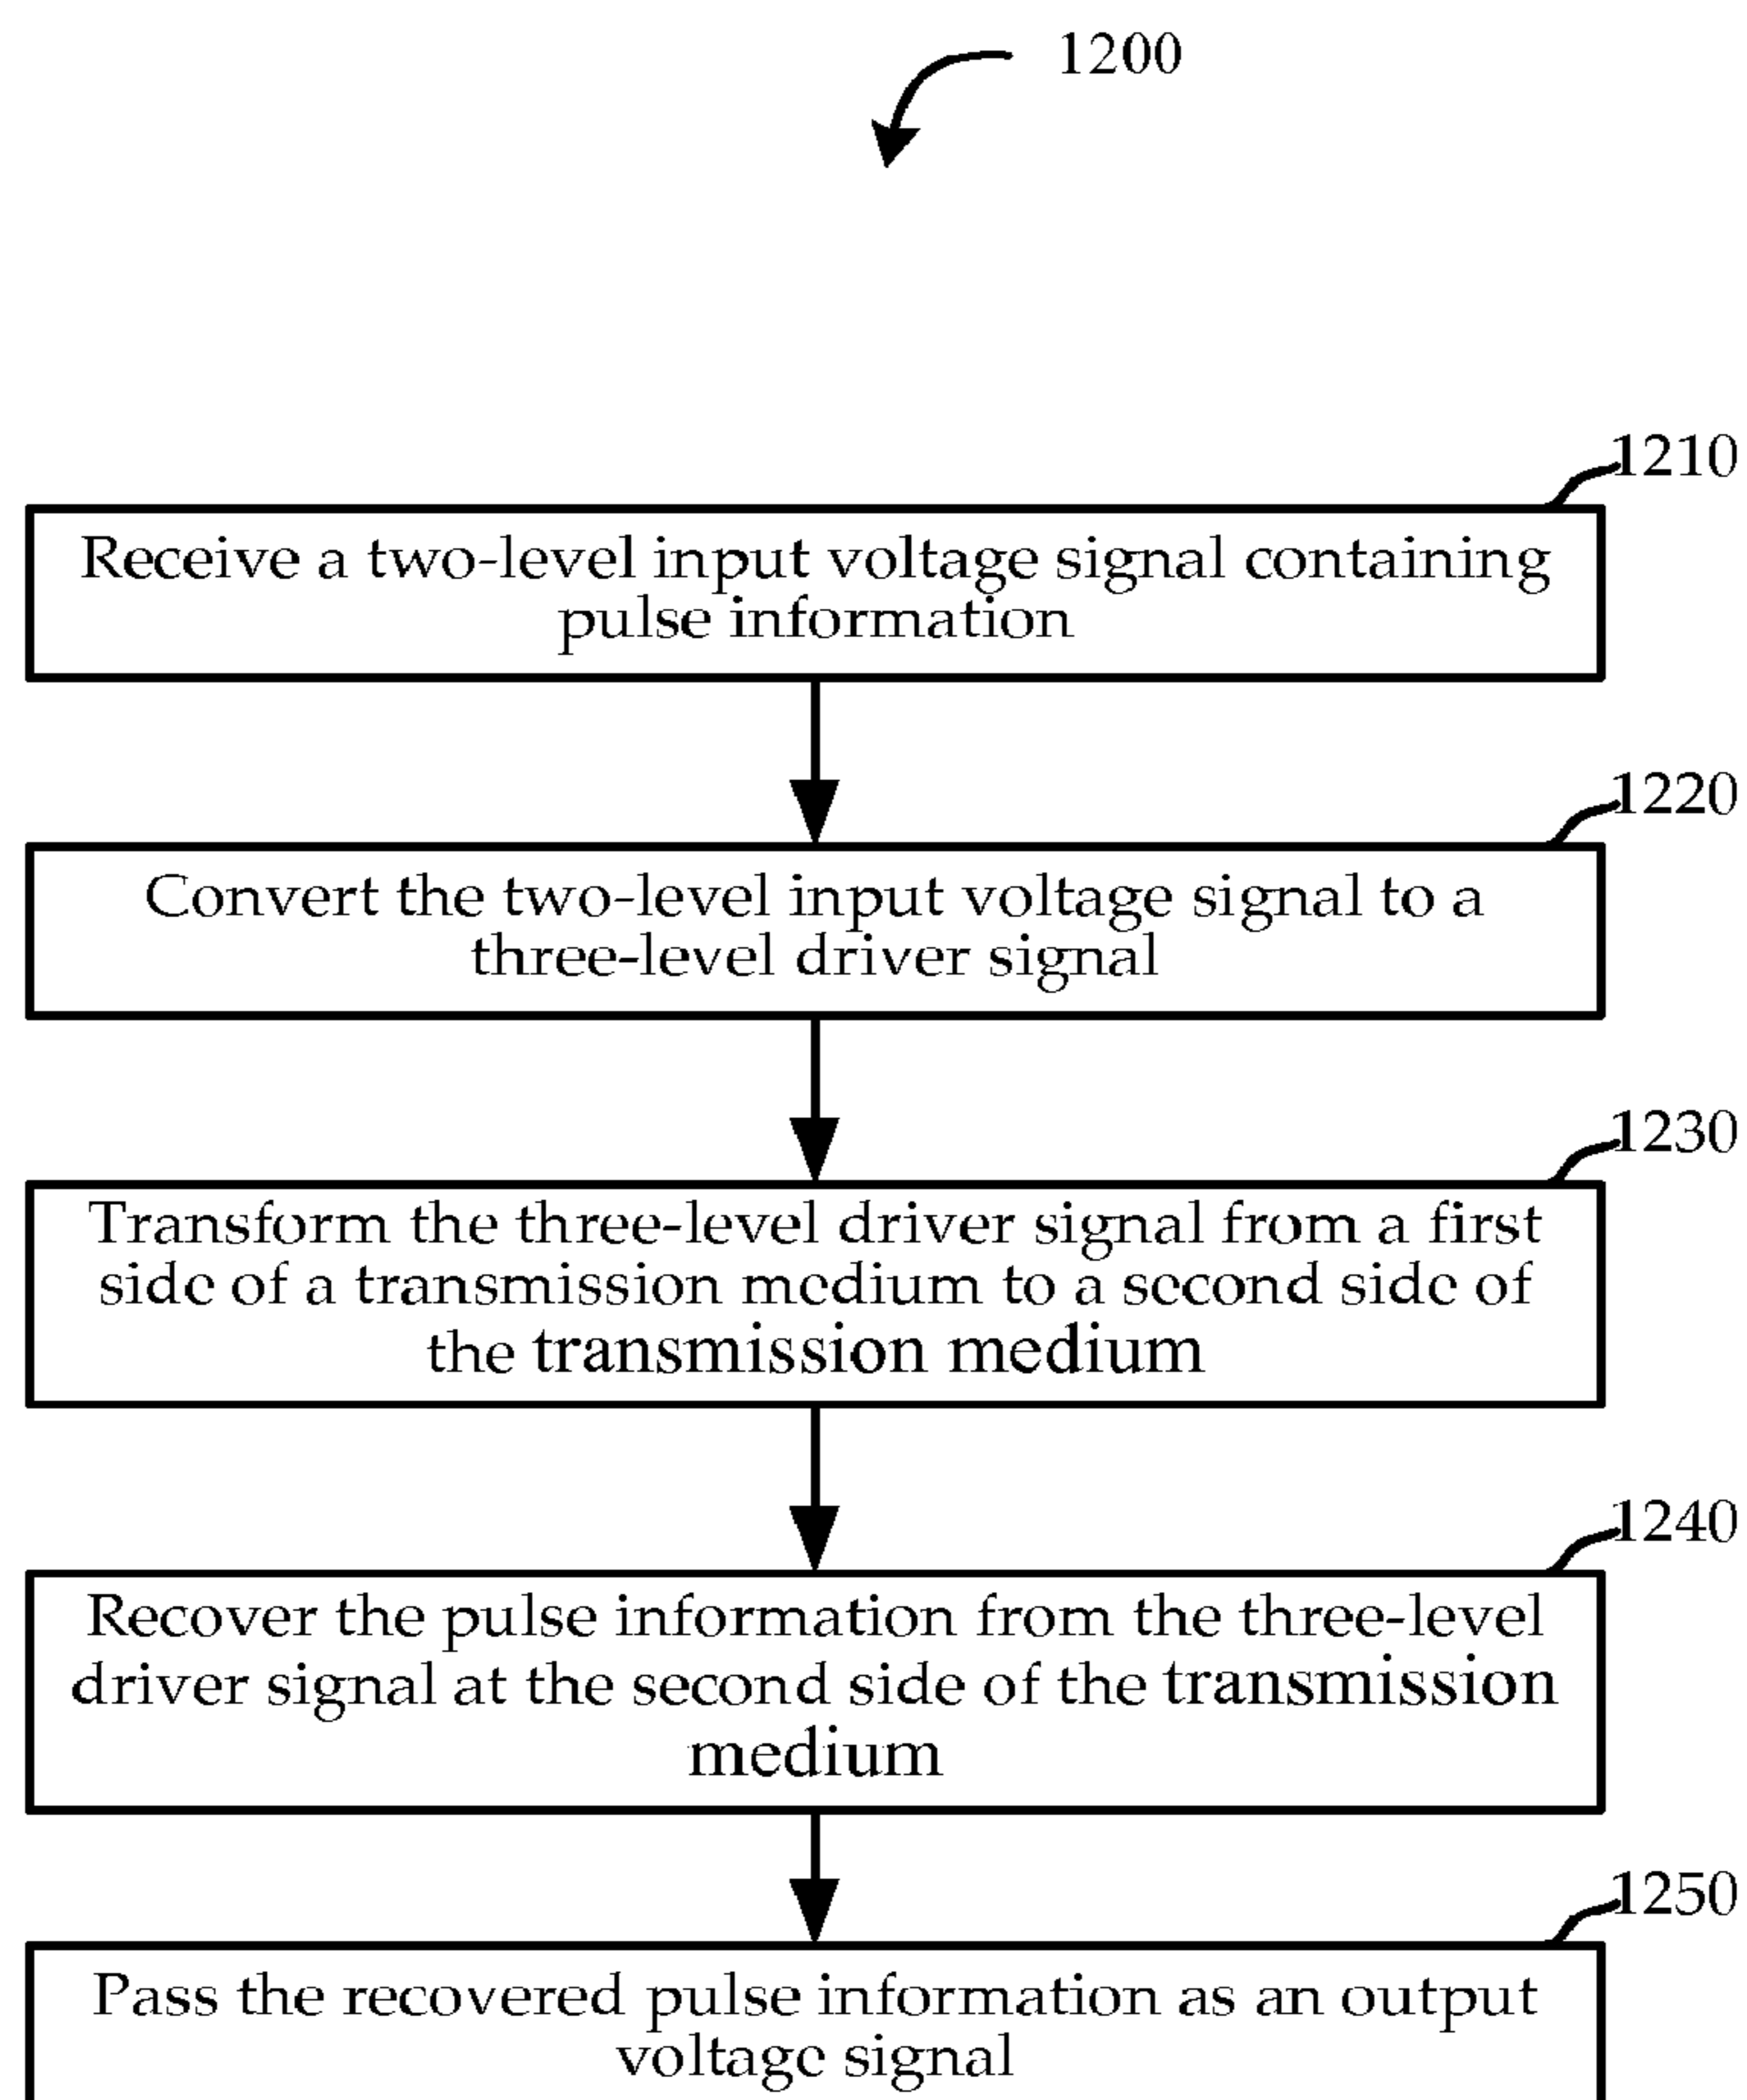 1200
1210
Receive a two-level input voltage signal containing
pulse information
1220
Convert the two-level input voltage signal to a
three-level driver signal
1230
Transform the three-level driver signal from a first
side of a transmission medium to a second side of
the transmission medium
1240
Recover the pulse information from the three-level
driver signal at the second side of the transmission
medium
1250
Pass the recovered pulse information as an output
voltage signal